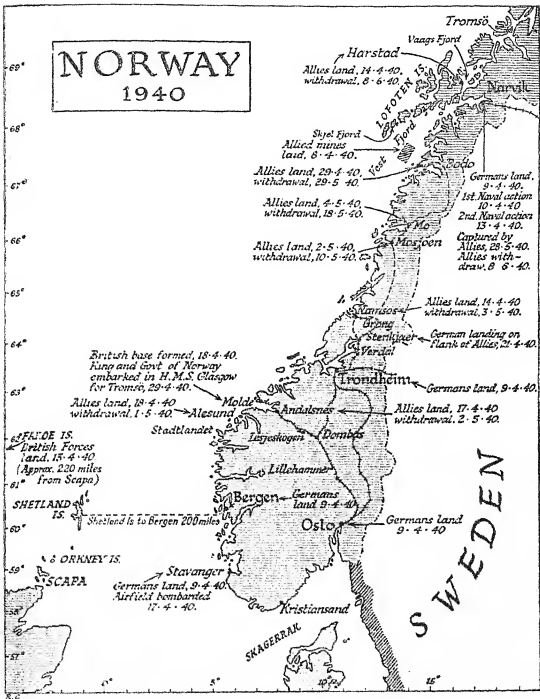 NORWAY
1940
Tromsö
Vaags Fjord
Harstad
Allies land, 14·4·40,
withdrawal, 8·6·40.
LOFOTEN IS.
Narvik
Skjel Fjord
Allied mines
laid, 8·4·40.
Vest Fjord
Bodo
Allies land, 29·4·40,
withdrawal, 29·5·40.
Germans land,
9·4·40.
1st Naval action
10·4·40
2nd Naval action
13·4·40
Captured by
Allies, 28·5·40.
Allies with-
draw, 8·6·40.
Allies land, 4·5·40,
withdrawal, 18·5·40.
Mo
Mosjoen
Allies land, 2·5·40,
withdrawal, 10·5·40.
Namsos
Allies land, 14·4·40
withdrawal, 3·5·40.
Grong
Steinkjaer
German landing on
flank of Allies, 21·4·40.
Verdal
British base formed, 18·4·40.
King and Govt of Norway
embarked in H.M.S. Glasgow
for Tromsö, 29·4·40.
Trondheim
Germans land, 9·4·40.
Molde
Allies land, 18·4·40
withdrawal, 1·5·40
Alesund
Andalsnes
Allies land, 17·4·40
withdrawal, 2·5·40.
Stadtlandet
Lesjeskogen
Dombas
FAROE IS.
British Forces
land, 13·4·40
(Approx. 220 miles
from Scapa)
Lillehammer
SHETLAND
IS.
Bergen
Germans
land 9·4·40
Shetland Is to Bergen 200 miles
Oslo
Germans land
9·4·40
SWEDEN
ORKNEY IS.
SCAPA
Stavanger
Germans land, 9·4·40.
Airfield bombarded
17·4·40.
Kristiansand
SKAGERRAK
69°
68°
67°
66°
65°
64°
63°
62°
61°
60°
59°
58°
57°
0°
5°
10°
15°